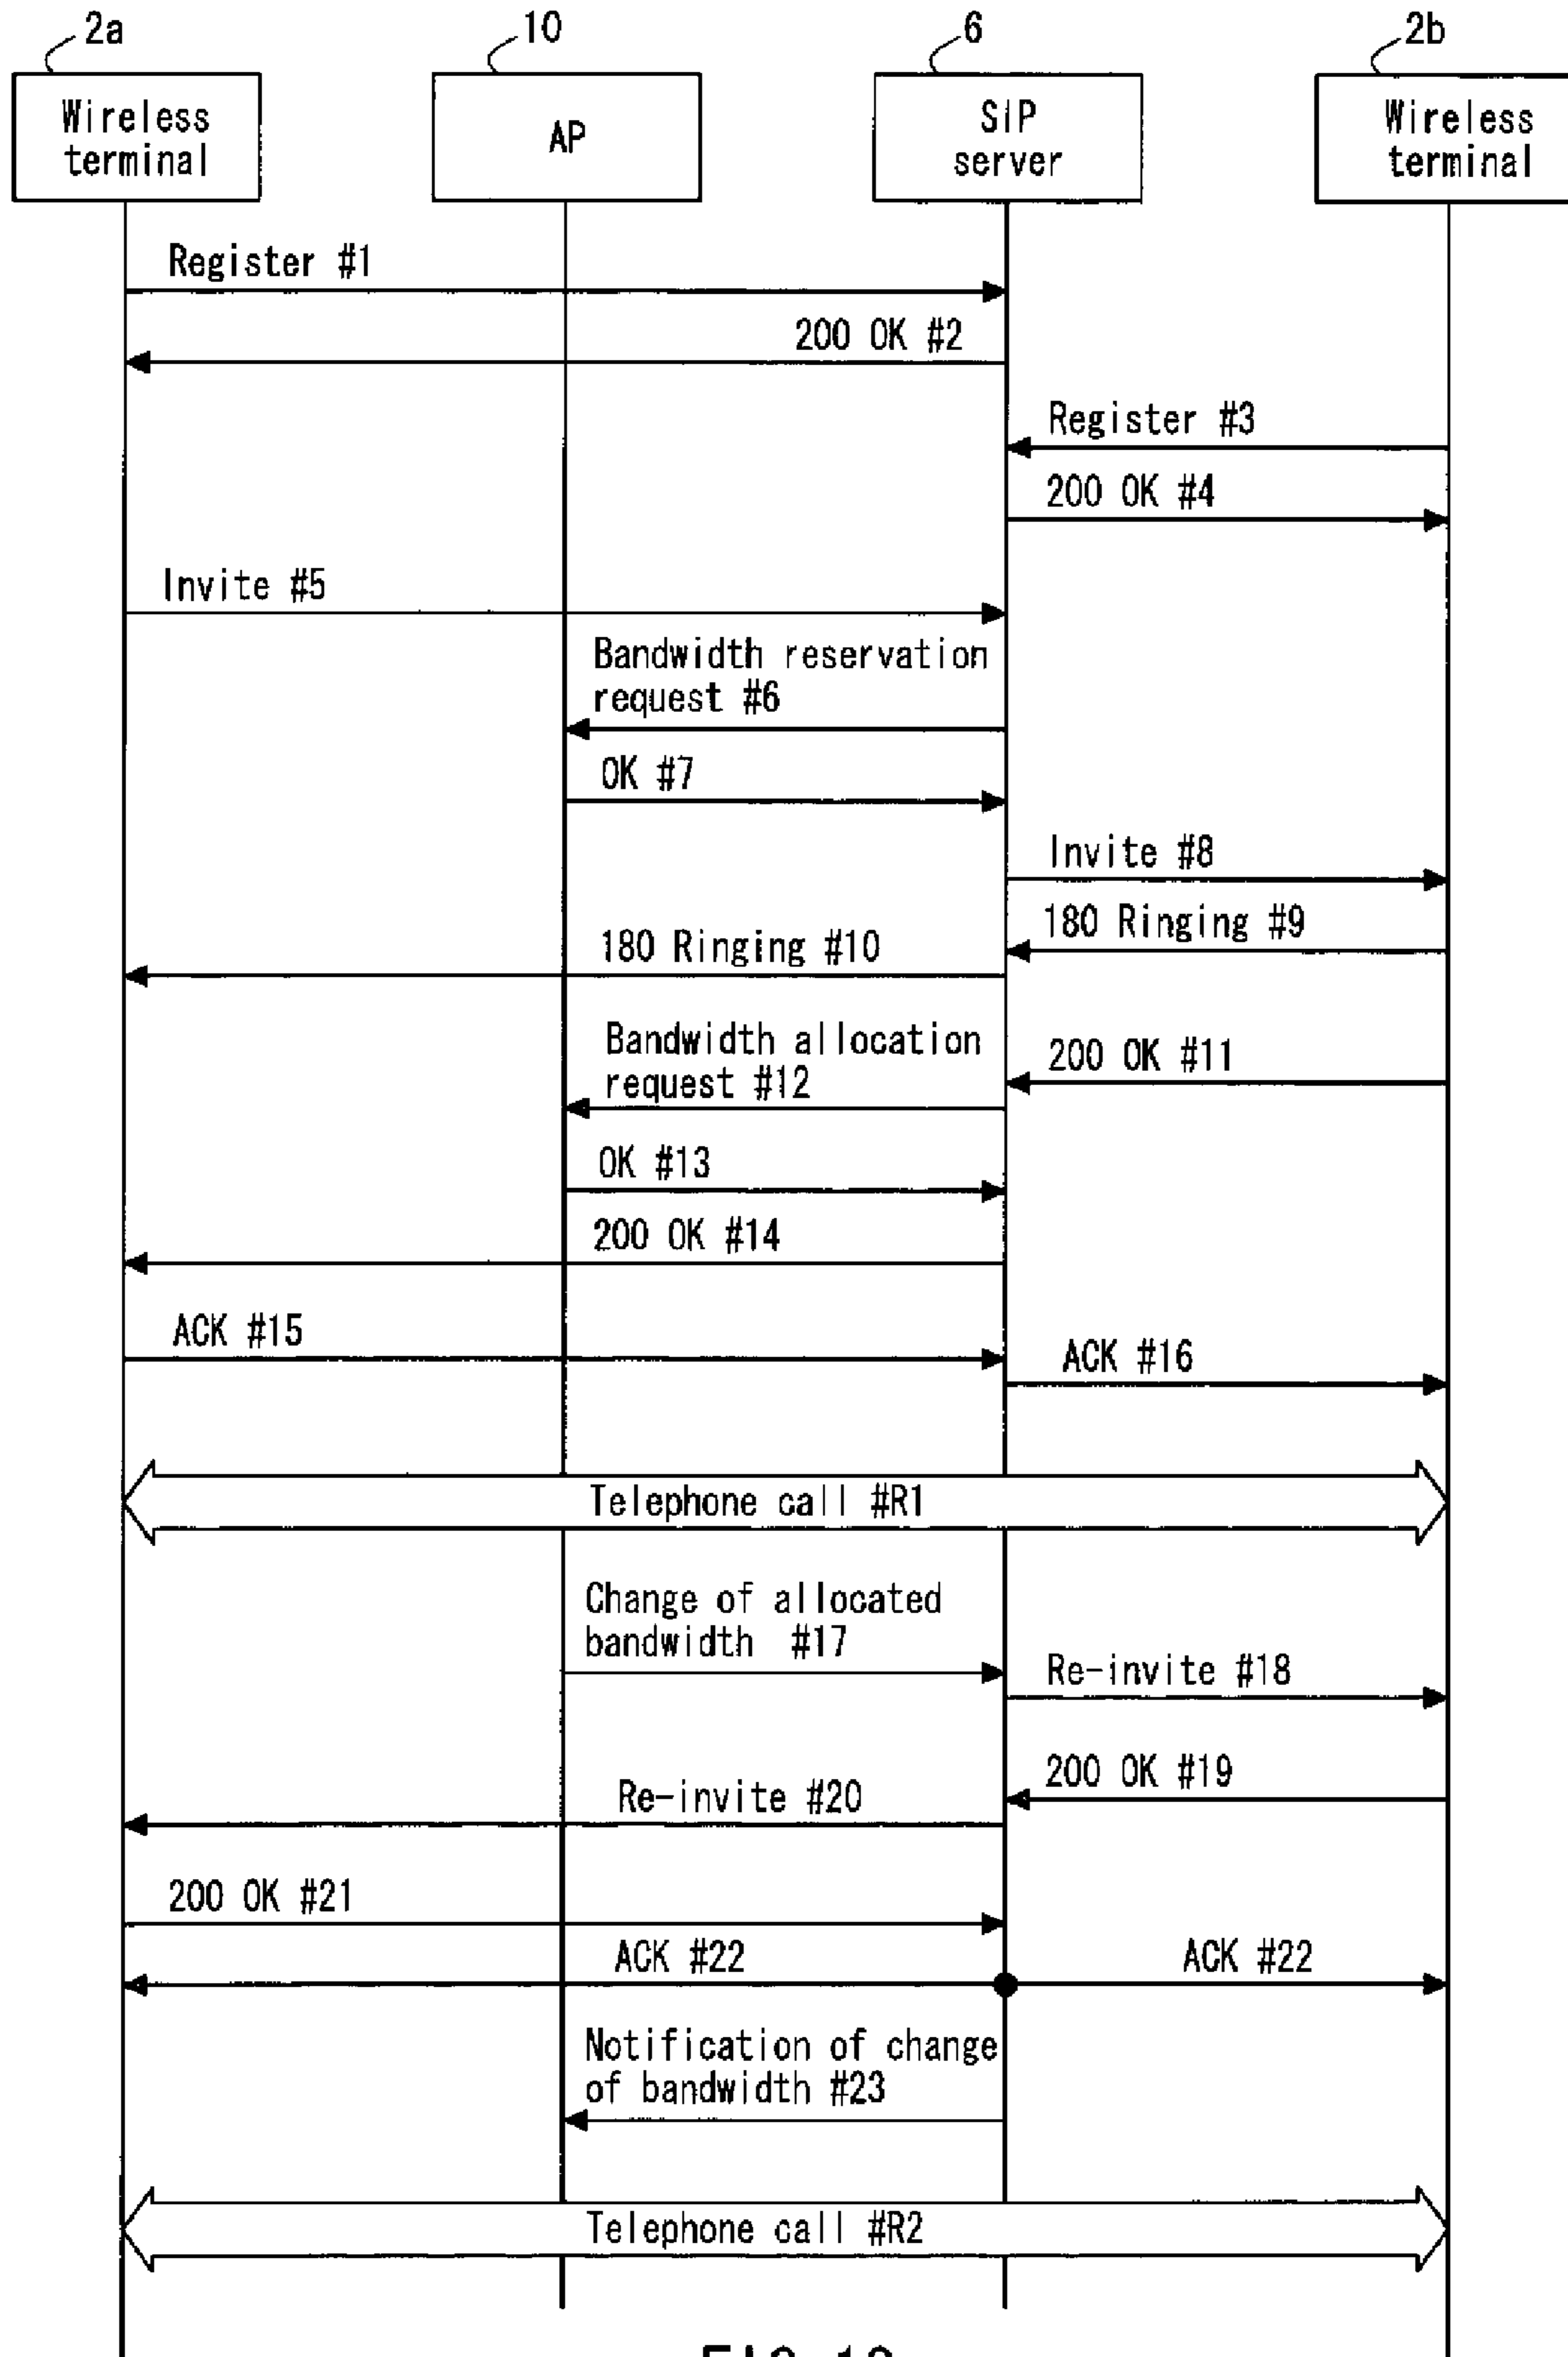 2a
10
6
2b
Wireless
terminal
AP
SIP
server
Wireless
terminal
Register #1
200 OK #2
Register #3
200 OK #4
Invite #5
Bandwidth reservation
request #6
OK #7
Invite #8
180 Ringing #9
180 Ringing #10
200 OK #11
Bandwidth allocation
request #12
OK #13
200 OK #14
ACK #15
ACK #16
Telephone call #R1
Change of allocated
bandwidth #17
Re-invite #18
200 OK #19
Re-invite #20
200 OK #21
ACK #22
ACK #22
Notification of change
of bandwidth #23
Telephone call #R2